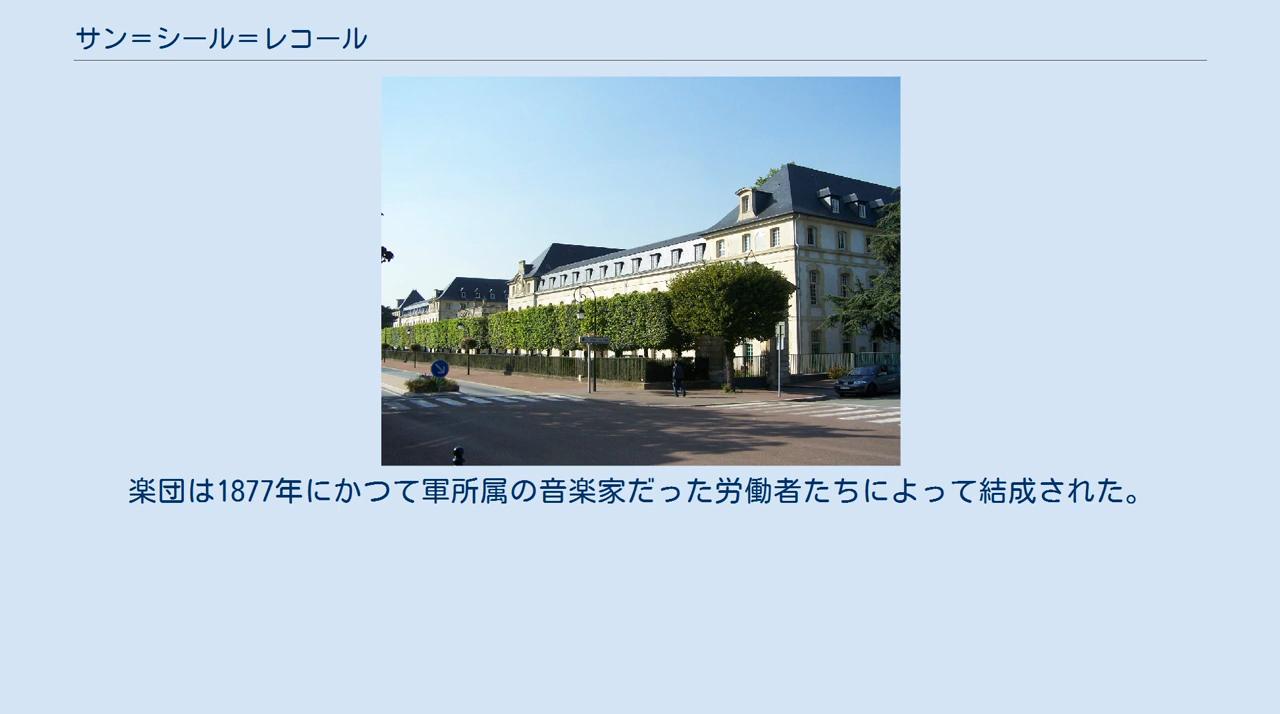 サン＝シール＝レコール
楽団は1877年にかつて軍所属の音楽家だった労働者たちによって結成された。